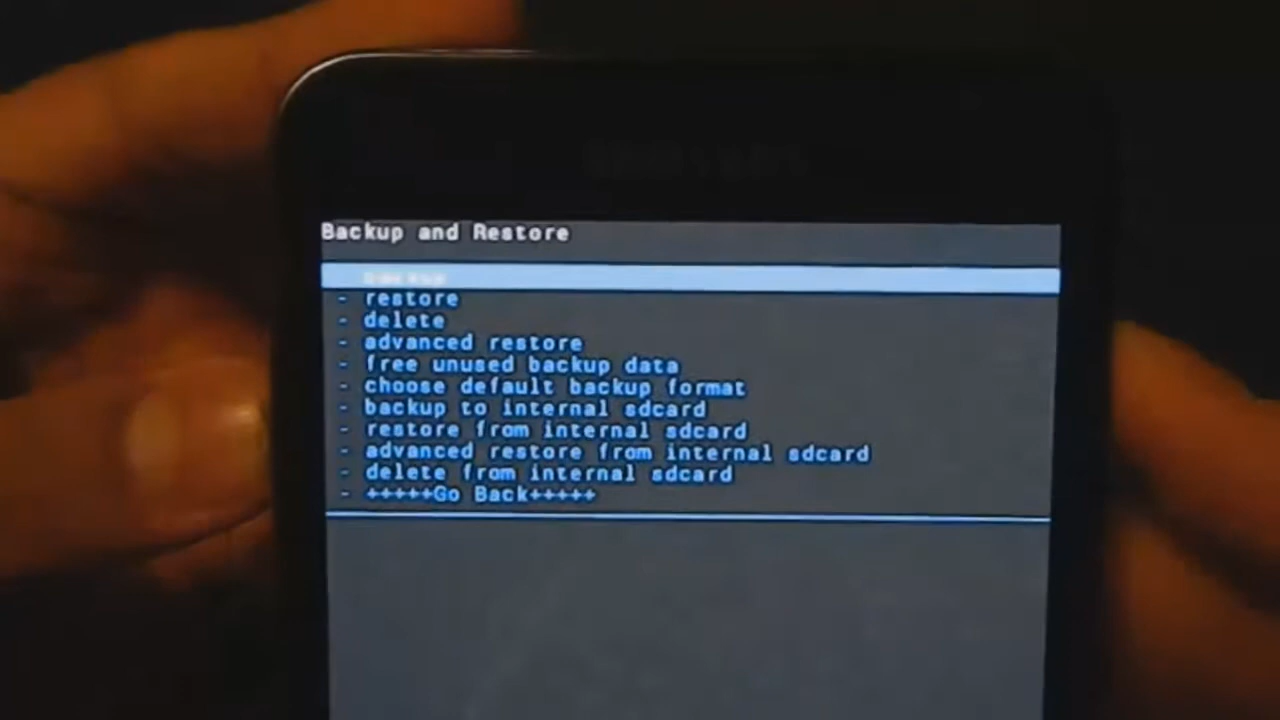 Backup and Restore
- restore
- delete
- advanced restore
- free unused backup data
- choose default backup format
- backup to internal sdcard
- restore from internal sdcard
- advanced restore from internal sdcard
- delete from internal sdcard
- +++++Go Back+++++